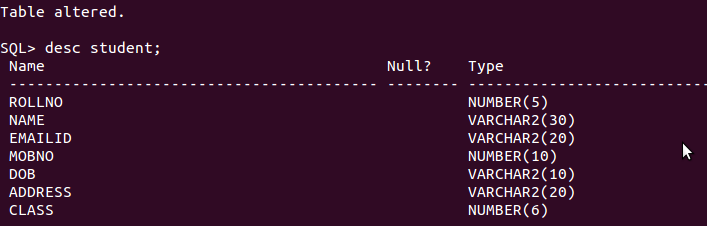 Table altered.
SQL> desc student;
Name Null? Type
----------------------------------------- -------- ----------------------------
ROLLNO NUMBER(5)
NAME VARCHAR2(30)
EMAILID VARCHAR2(20)
MOBNO NUMBER(10)
DOB VARCHAR2(10)
ADDRESS VARCHAR2(20)
CLASS NUMBER(6)